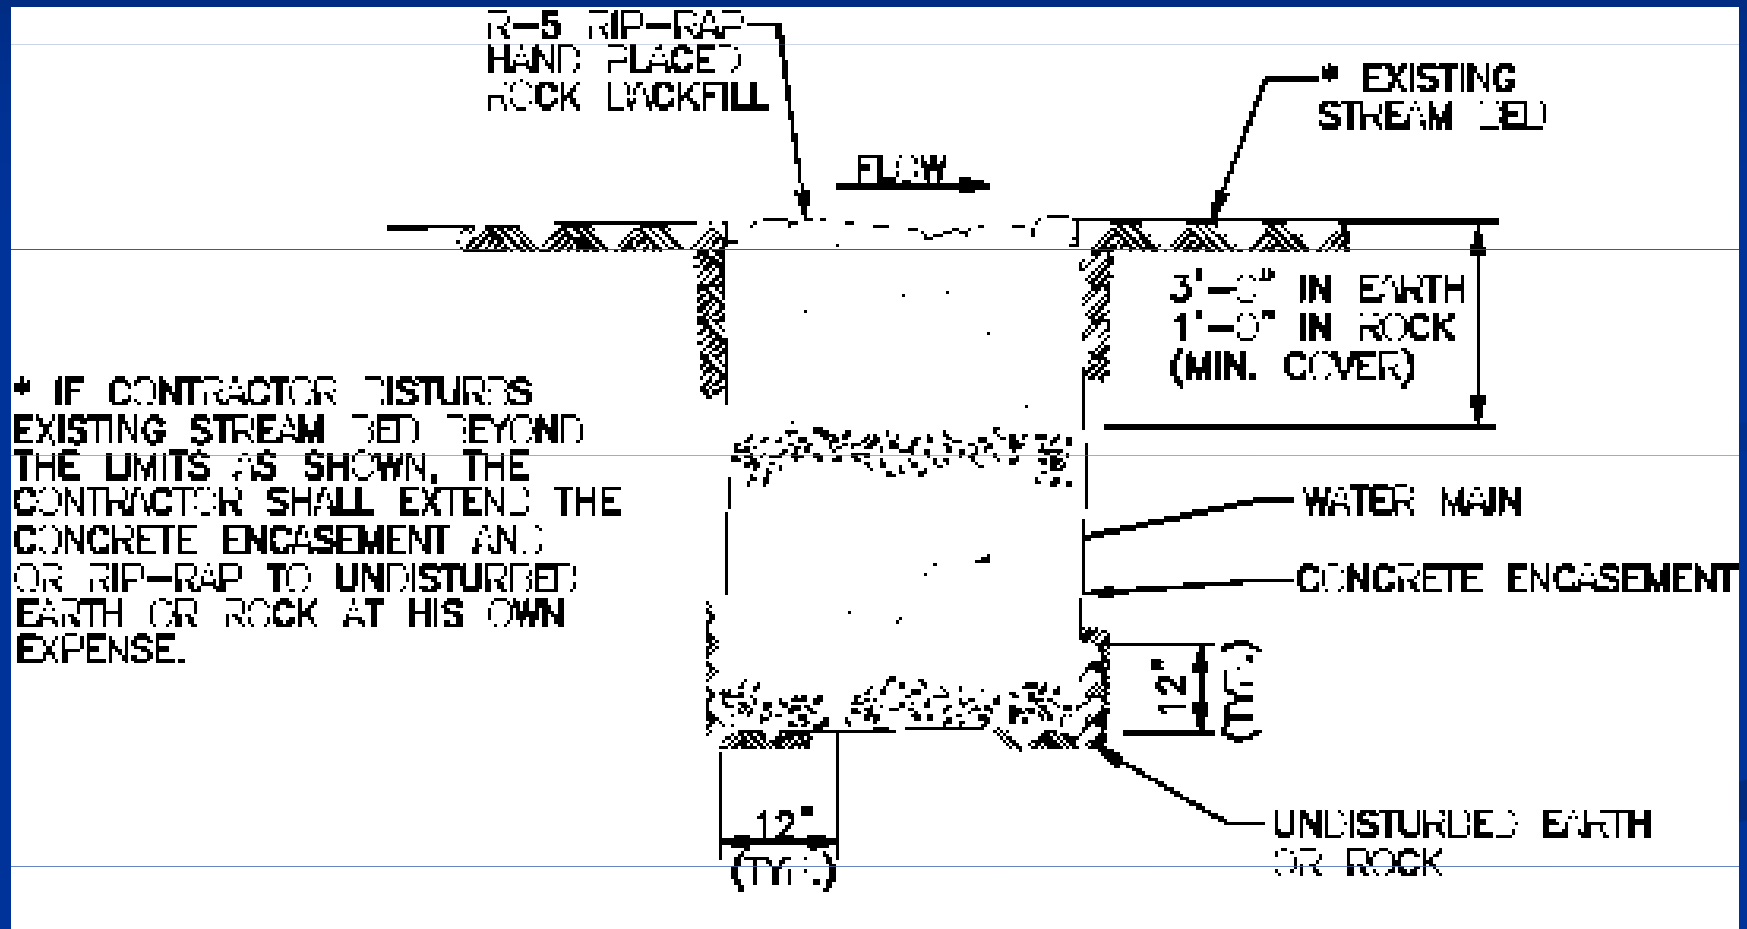 R-5 RIP-RAP
HAND PLACED
ROCK BACKFILL
* EXISTING
STREAM BED
FLOW
3'-0" IN EARTH
1'-0" IN ROCK
(MIN. COVER)
* IF CONTRACTOR DISTURBS
EXISTING STREAM BED BEYOND
THE LIMITS AS SHOWN, THE
CONTRACTOR SHALL EXTEND THE
CONCRETE ENCASEMENT AND
OR RIP-RAP TO UNDISTURBED
EARTH OR ROCK AT HIS OWN
EXPENSE.
WATER MAIN
CONCRETE ENCASEMENT
12"
(TYP.)
12"
(TYP.)
UNDISTURBED EARTH
OR ROCK